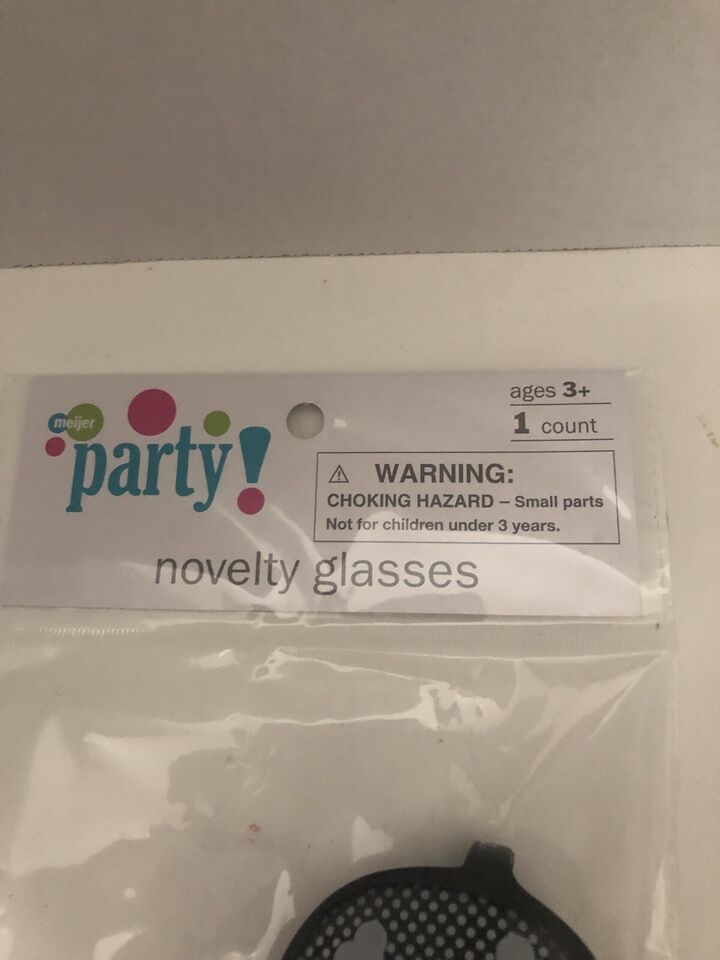 meijer
party!
ages 3+
1 count
⚠ WARNING:
CHOKING HAZARD – Small parts
Not for children under 3 years.
novelty glasses